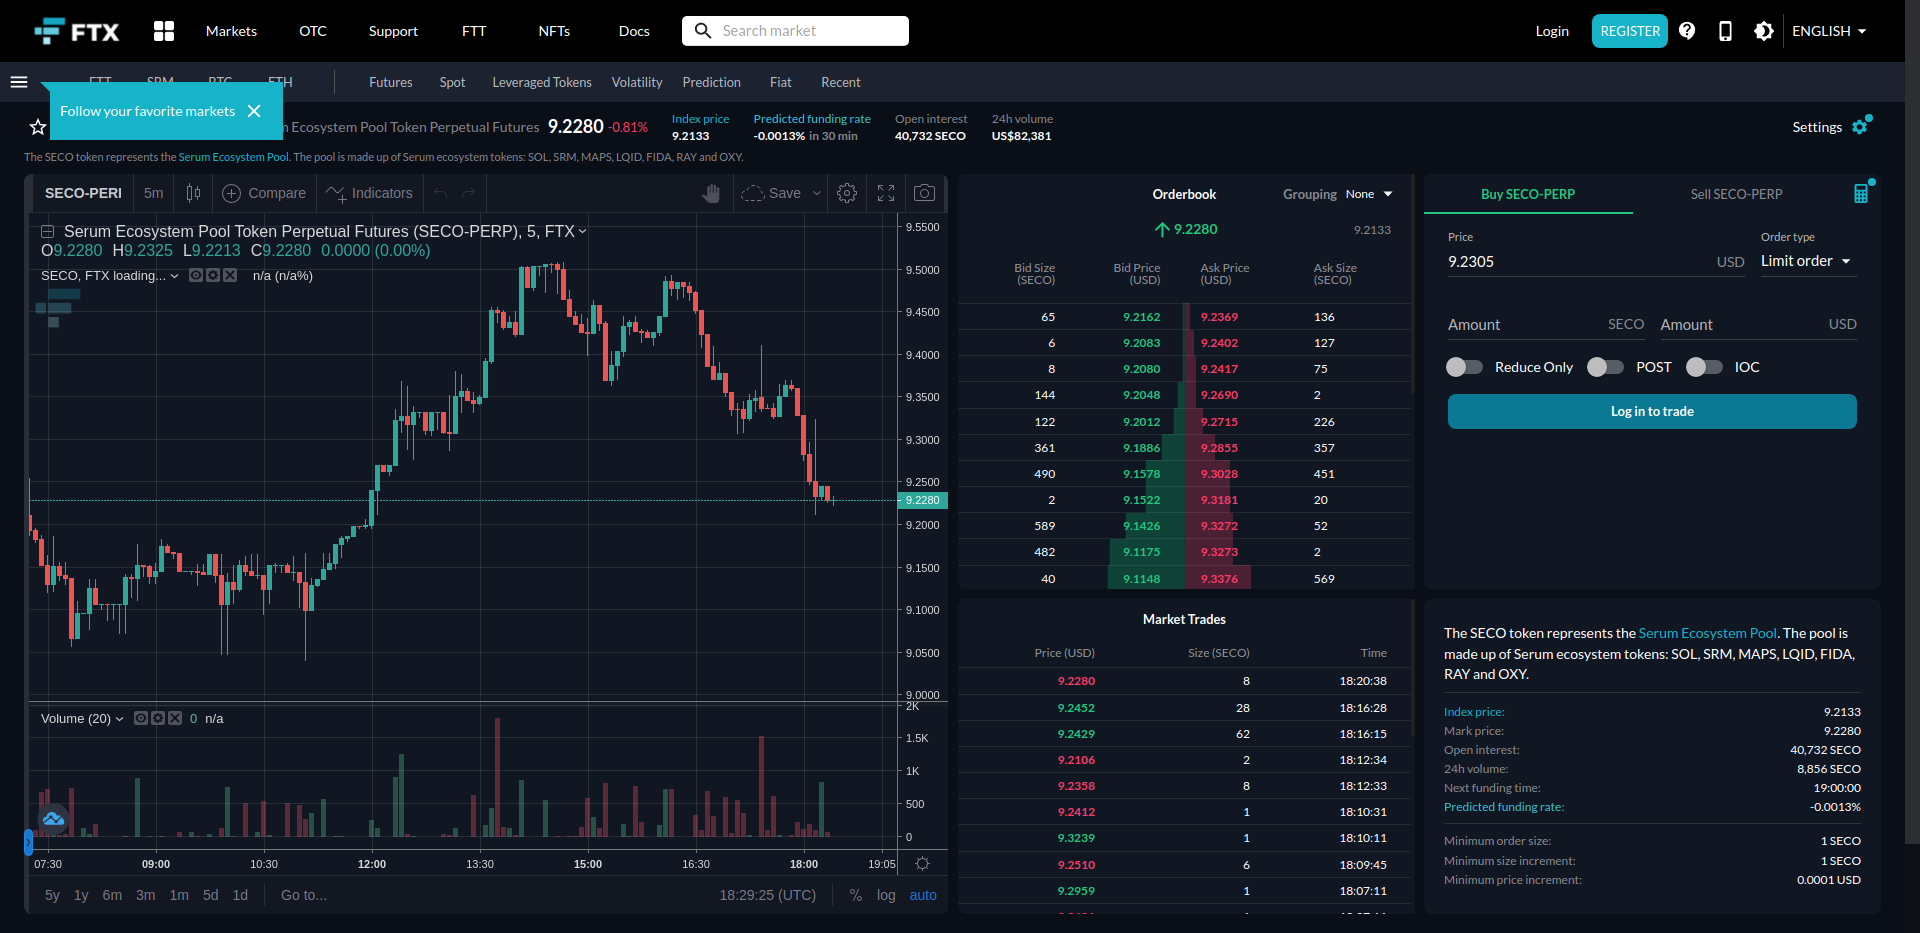 FTX
Markets
OTC
Support
FTT
NFTs
Docs
Search market
Login
REGISTER
ENGLISH
FTT SRM BTC ETH
Futures
Spot
Leveraged Tokens
Volatility
Prediction
Fiat
Recent
Follow your favorite markets
Ecosystem Pool Token Perpetual Futures
9.2280 -0.81%
Index price
9.2133
Predicted funding rate
-0.0013% in 30 min
Open interest
40,732 SECO
24h volume
US$82,381
Settings
The SECO token represents the Serum Ecosystem Pool. The pool is made up of Serum ecosystem tokens: SOL, SRM, MAPS, LQID, FIDA, RAY and OXY.
SECO-PERI
5m
Compare
Indicators
Save
Serum Ecosystem Pool Token Perpetual Futures (SECO-PERP), 5, FTX
O9.2280 H9.2325 L9.2213 C9.2280 0.0000 (0.00%)
SECO, FTX loading...
n/a (n/a%)
9.5500
9.5000
9.4500
9.4000
9.3500
9.3000
9.2500
9.2280
9.2000
9.1500
9.1000
9.0500
9.0000
Volume (20)
0 n/a
2K
1.5K
1K
500
0
07:30 09:00 10:30 12:00 13:30 15:00 16:30 18:00 19:05
5y 1y 6m 3m 1m 5d 1d Go to...
18:29:25 (UTC) % log auto
Orderbook
Grouping None
9.2280
9.2133
Bid Size (SECO)
Bid Price (USD)
Ask Price (USD)
Ask Size (SECO)
65 9.2162 9.2369 136
6 9.2083 9.2402 127
8 9.2080 9.2417 75
144 9.2048 9.2690 2
122 9.2012 9.2715 226
361 9.1886 9.2855 357
490 9.1578 9.3028 451
2 9.1522 9.3181 20
589 9.1426 9.3272 52
482 9.1175 9.3273 2
40 9.1148 9.3376 569
Market Trades
Price (USD) Size (SECO) Time
9.2280 8 18:20:38
9.2452 28 18:16:28
9.2429 62 18:16:15
9.2106 2 18:12:34
9.2358 8 18:12:33
9.2412 1 18:10:31
9.3239 1 18:10:11
9.2510 6 18:09:45
9.2959 1 18:07:11
Buy SECO-PERP
Sell SECO-PERP
Price
9.2305 USD
Order type
Limit order
Amount SECO
Amount USD
Reduce Only
POST
IOC
Log in to trade
The SECO token represents the Serum Ecosystem Pool. The pool is
made up of Serum ecosystem tokens: SOL, SRM, MAPS, LQID, FIDA,
RAY and OXY.
Index price: 9.2133
Mark price: 9.2280
Open interest: 40,732 SECO
24h volume: 8,856 SECO
Next funding time: 19:00:00
Predicted funding rate: -0.0013%
Minimum order size: 1 SECO
Minimum size increment: 1 SECO
Minimum price increment: 0.0001 USD